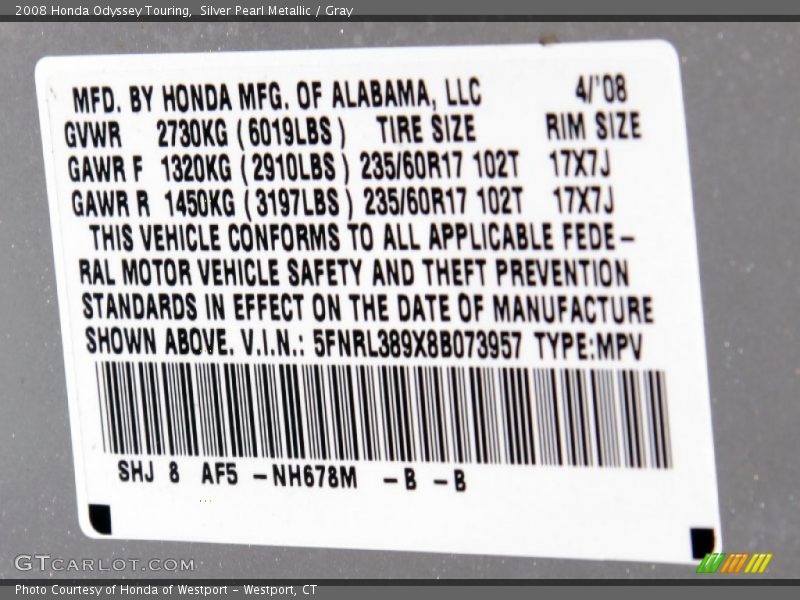 2008 Honda Odyssey Touring,  Silver Pearl Metallic / Gray
MFD. BY HONDA MFG. OF ALABAMA, LLC 4/'08
GVWR 2730KG (6019LBS) TIRE SIZE RIM SIZE
GAWR F 1320KG (2910LBS) 235/60R17 102T 17X7J
GAWR R 1450KG (3197LBS) 235/60R17 102T 17X7J
THIS VEHICLE CONFORMS TO ALL APPLICABLE FEDE–
RAL MOTOR VEHICLE SAFETY AND THEFT PREVENTION
STANDARDS IN EFFECT ON THE DATE OF MANUFACTURE
SHOWN ABOVE. V.I.N.: 5FNRL389X8B073957 TYPE:MPV
SHJ 8 AF5 –NH678M –B –B
GTCARLOT.COM
Photo Courtesy of Honda of Westport – Westport, CT